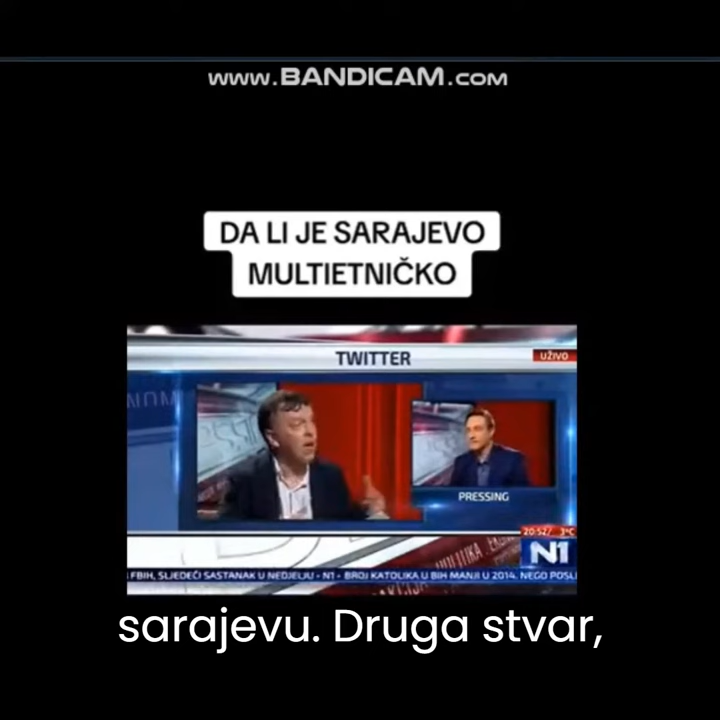 www.BANDICAM.com
DA LI JE SARAJEVO
MULTIETNIČKO
TWITTER
UŽIVO
PRESSING
20:52 3°C
N1
FBIH, SLJEDEĆI SASTANAK U NEDJELJU - N1 - BROJ KATOLIKA U BIH MANJI U 2014. NEGO POSLI
sarajevu. Druga stvar,